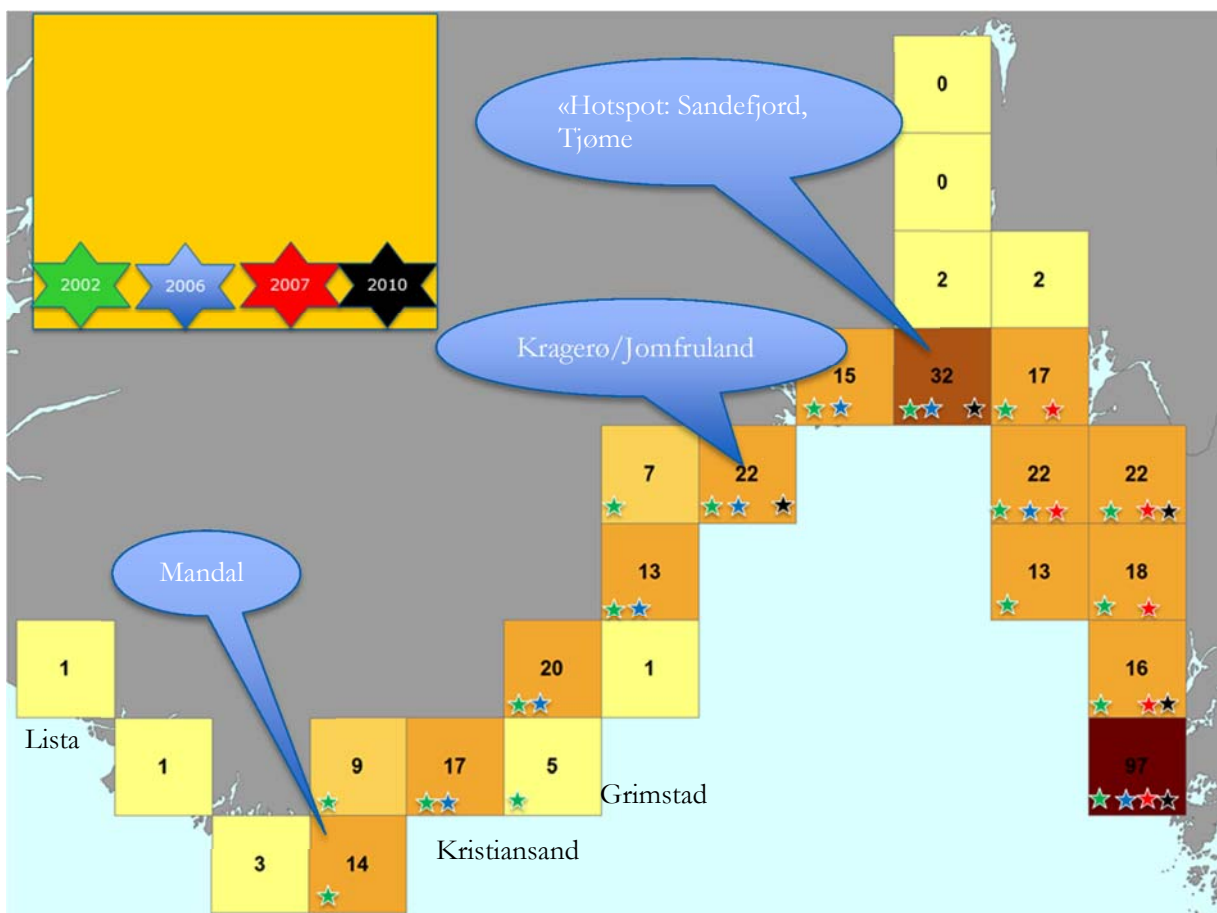 0
«Hotspot: Sandefjord,
Tjøme
0
2002 2006 2007 2010
2 2
Kragerø/Jomfruland
15 32 17
7 22 22 22
Mandal
13 13 18
1 20 1 16
Lista
1 9 17 5 97
Grimstad
Kristiansand
3 14